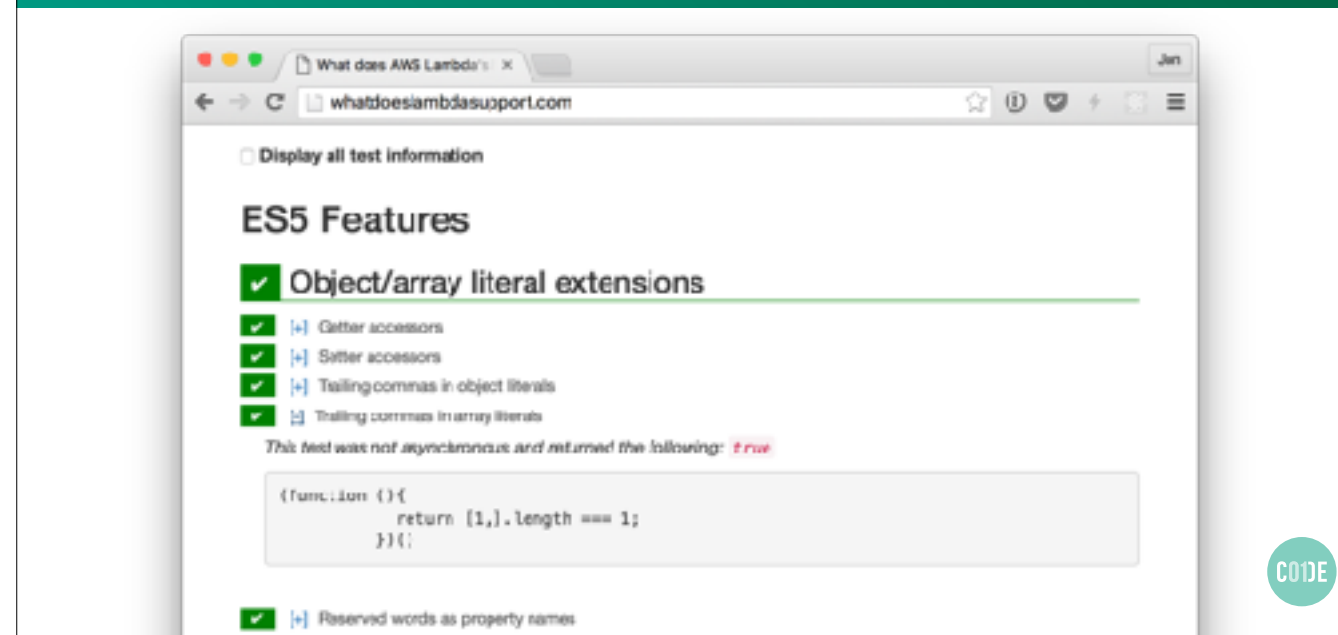 What does AWS Lambda's
Jan
whatdoeslambdasupport.com
Display all test information
ES5 Features
Object/array literal extensions
[+] Getter accessors
[+] Setter accessors
[+] Trailing commas in object literals
[-] Trailing commas in array literals
This test was not asynchronous and returned the following: true
(function (){
return [1,].length === 1;
})()
[+] Reserved words as property names
CODE